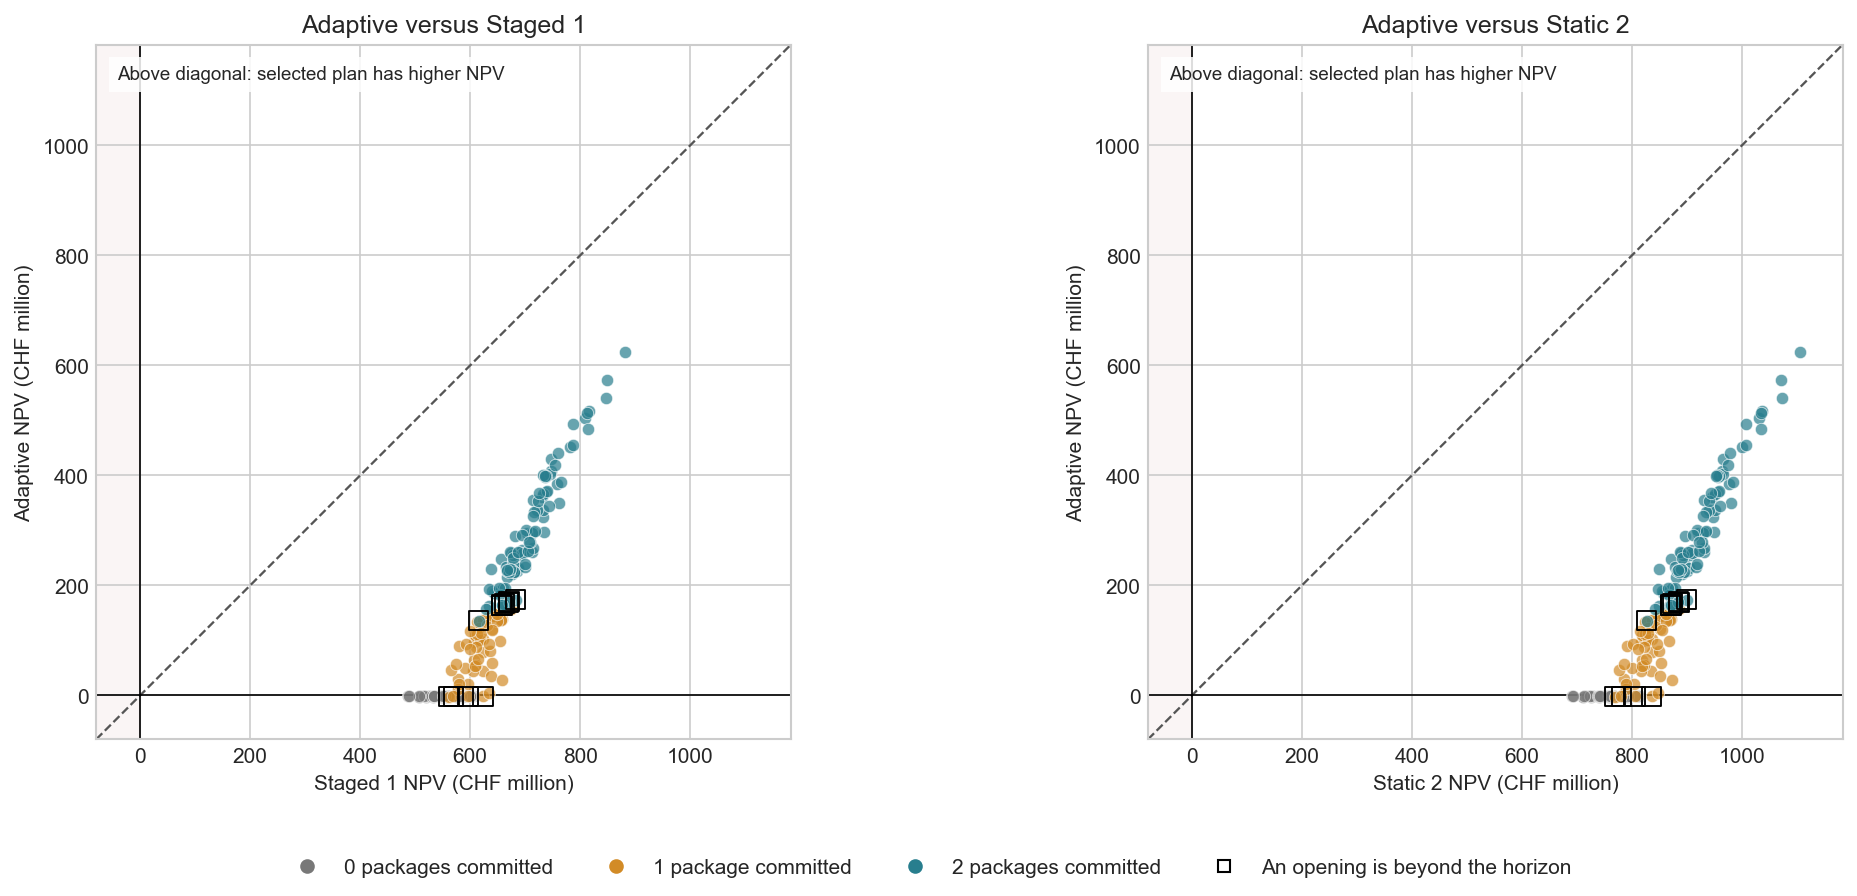 Adaptive versus Staged 1
Above diagonal: selected plan has higher NPV
Adaptive NPV (CHF million)
1000
800
600
400
200
0
0 200 400 600 800 1000
Staged 1 NPV (CHF million)
Adaptive versus Static 2
Above diagonal: selected plan has higher NPV
Adaptive NPV (CHF million)
1000
800
600
400
200
0
0 200 400 600 800 1000
Static 2 NPV (CHF million)
0 packages committed
1 package committed
2 packages committed
An opening is beyond the horizon